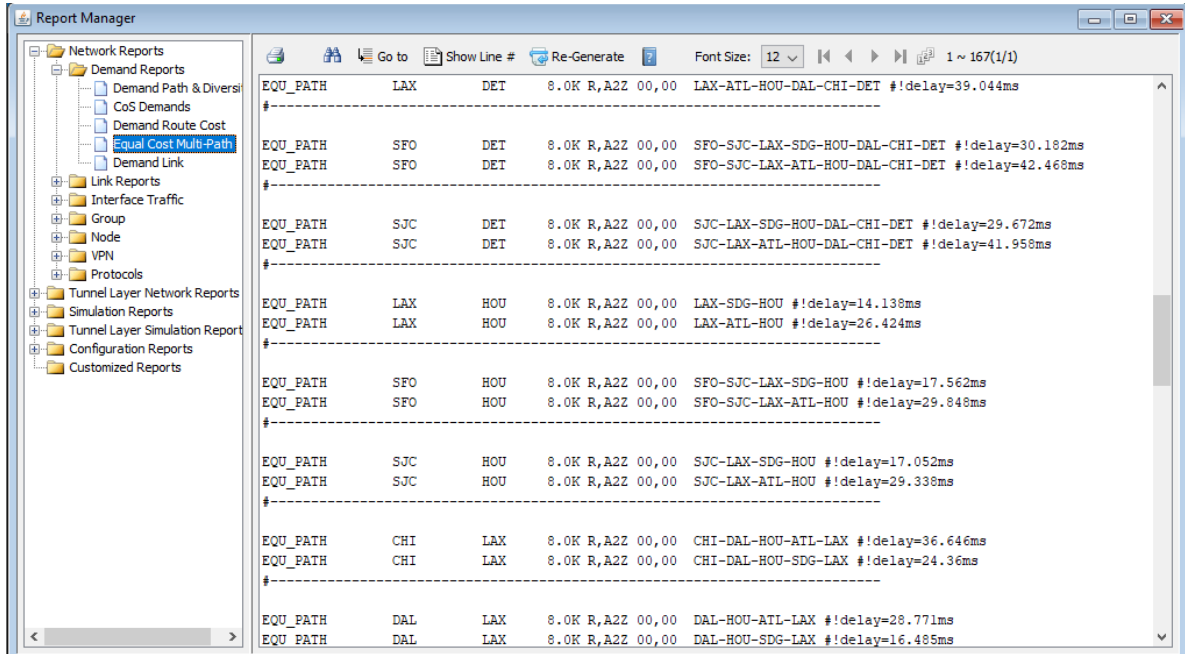 Report Manager
Network Reports
Demand Reports
Demand Path & Diversi
CoS Demands
Demand Route Cost
Equal Cost Multi-Path
Demand Link
Link Reports
Interface Traffic
Group
Node
VPN
Protocols
Tunnel Layer Network Reports
Simulation Reports
Tunnel Layer Simulation Report
Configuration Reports
Customized Reports
Go to Show Line # Re-Generate ? Font Size: 12 1 ~ 167(1/1)
EQU_PATH LAX DET 8.0K R,A2Z 00,00 LAX-ATL-HOU-DAL-CHI-DET #!delay=39.044ms
#---------------------------------------------------------------------------
EQU_PATH SFO DET 8.0K R,A2Z 00,00 SFO-SJC-LAX-SDG-HOU-DAL-CHI-DET #!delay=30.182ms
EQU_PATH SFO DET 8.0K R,A2Z 00,00 SFO-SJC-LAX-ATL-HOU-DAL-CHI-DET #!delay=42.468ms
#---------------------------------------------------------------------------
EQU_PATH SJC DET 8.0K R,A2Z 00,00 SJC-LAX-SDG-HOU-DAL-CHI-DET #!delay=29.672ms
EQU_PATH SJC DET 8.0K R,A2Z 00,00 SJC-LAX-ATL-HOU-DAL-CHI-DET #!delay=41.958ms
#---------------------------------------------------------------------------
EQU_PATH LAX HOU 8.0K R,A2Z 00,00 LAX-SDG-HOU #!delay=14.138ms
EQU_PATH LAX HOU 8.0K R,A2Z 00,00 LAX-ATL-HOU #!delay=26.424ms
#---------------------------------------------------------------------------
EQU_PATH SFO HOU 8.0K R,A2Z 00,00 SFO-SJC-LAX-SDG-HOU #!delay=17.562ms
EQU_PATH SFO HOU 8.0K R,A2Z 00,00 SFO-SJC-LAX-ATL-HOU #!delay=29.848ms
#---------------------------------------------------------------------------
EQU_PATH SJC HOU 8.0K R,A2Z 00,00 SJC-LAX-SDG-HOU #!delay=17.052ms
EQU_PATH SJC HOU 8.0K R,A2Z 00,00 SJC-LAX-ATL-HOU #!delay=29.338ms
#---------------------------------------------------------------------------
EQU_PATH CHI LAX 8.0K R,A2Z 00,00 CHI-DAL-HOU-ATL-LAX #!delay=36.646ms
EQU_PATH CHI LAX 8.0K R,A2Z 00,00 CHI-DAL-HOU-SDG-LAX #!delay=24.36ms
#---------------------------------------------------------------------------
EQU_PATH DAL LAX 8.0K R,A2Z 00,00 DAL-HOU-ATL-LAX #!delay=28.771ms
EQU_PATH DAL LAX 8.0K R,A2Z 00,00 DAL-HOU-SDG-LAX #!delay=16.485ms